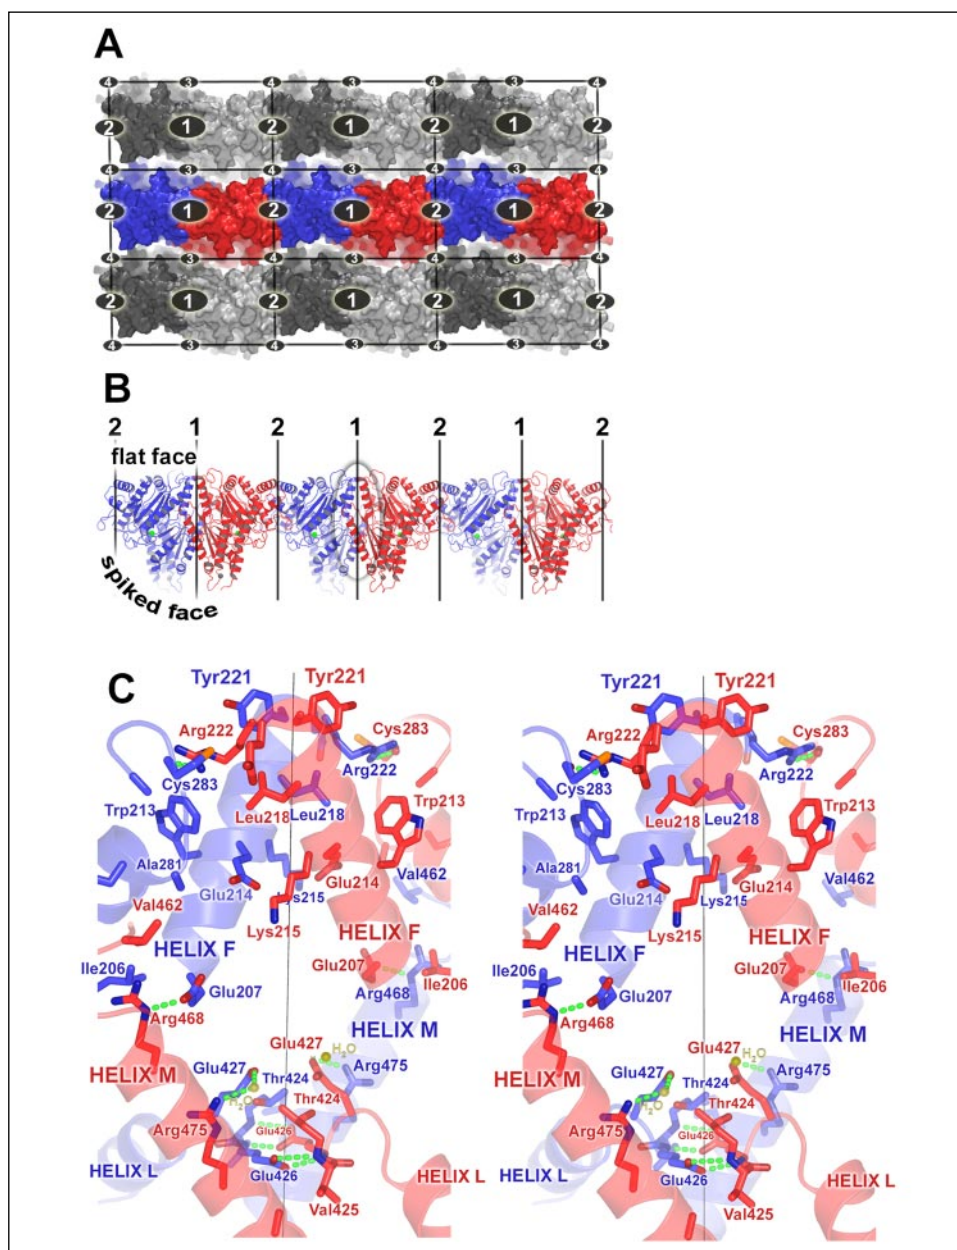 A
4 3 4 3 4 3 4
2 1 2 1 2 1 2
4 3 4 3 4 3 4
2 1 2 1 2 1 2
4 3 4 3 4 3 4
2 1 2 1 2 1 2
4 3 4 3 4 3 4
B
2 1 2 1 2 1 2
flat face
spiked face
C
Tyr221 Tyr221
Arg222
Cys283
Arg222
Cys283
Trp213
Trp213
Leu218 Leu218
Ala281
Glu214
Lys215
Glu214
Val462
Val462
Lys215
HELIX F
HELIX F
Ile206
Glu207
Glu207
Ile206
Arg468
Arg468
HELIX M
HELIX M
Glu427
H2O
Glu427
Thr424
Arg475
H2O
Thr424
Arg475
Glu426
HELIX L
Glu426
HELIX L
Val425
Tyr221 Tyr221
Arg222
Cys283
Arg222
Cys283
Trp213
Trp213
Leu218 Leu218
Ala281
Glu214
Lys215
Glu214
Val462
Val462
Lys215
HELIX F
HELIX F
Ile206
Glu207
Glu207
Ile206
Arg468
Arg468
HELIX M
HELIX M
Glu427
H2O
Glu427
Thr424
Arg475
H2O
Thr424
Arg475
Glu426
HELIX L
Glu426
HELIX L
Val425